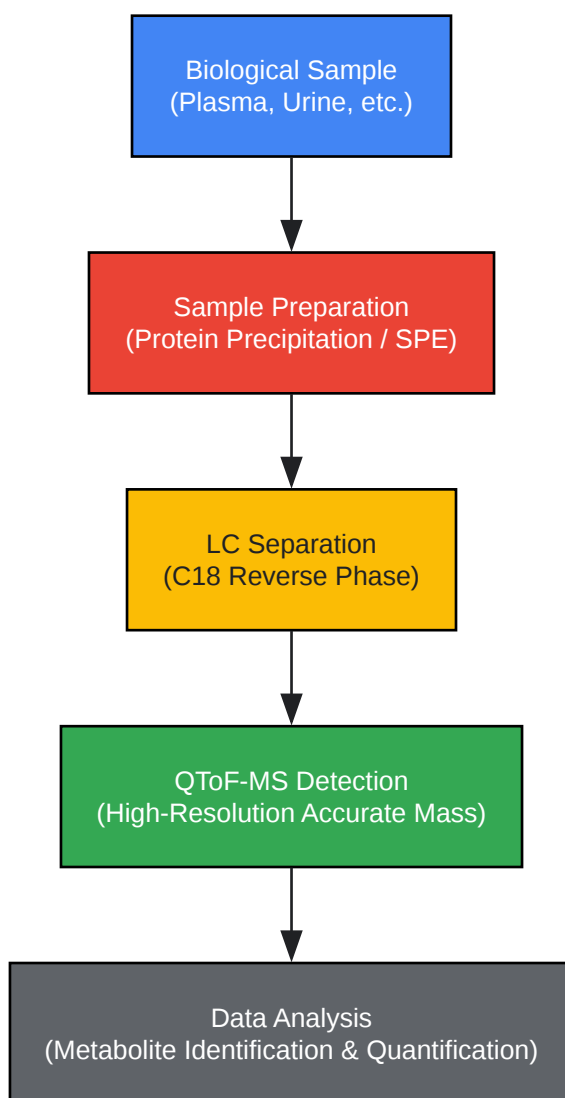 Biological Sample
(Plasma, Urine, etc.)
Sample Preparation
(Protein Precipitation / SPE)
LC Separation
(C18 Reverse Phase)
QToF-MS Detection
(High-Resolution Accurate Mass)
Data Analysis
(Metabolite Identification & Quantification)